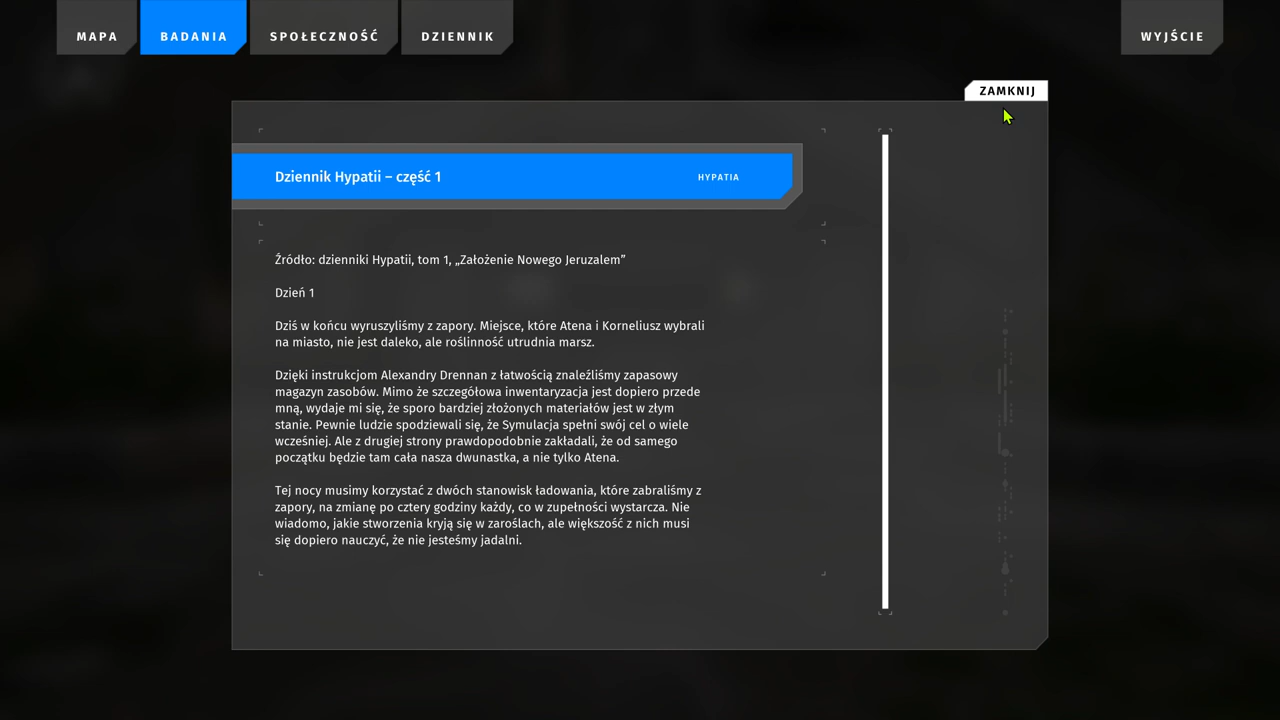 MAPA
BADANIA
SPOŁECZNOŚĆ
DZIENNIK
WYJŚCIE
ZAMKNIJ
Dziennik Hypatii – część 1
HYPATIA
Źródło: dzienniki Hypatii, tom 1, „Założenie Nowego Jeruzalem”
Dzień 1
Dziś w końcu wyruszyliśmy z zapory. Miejsce, które Atena i Korneliusz wybrali
na miasto, nie jest daleko, ale roślinność utrudnia marsz.
Dzięki instrukcjom Alexandry Drennan z łatwością znaleźliśmy zapasowy
magazyn zasobów. Mimo że szczegółowa inwentaryzacja jest dopiero przede
mną, wydaje mi się, że sporo bardziej złożonych materiałów jest w złym
stanie. Pewnie ludzie spodziewali się, że Symulacja spełni swój cel o wiele
wcześniej. Ale z drugiej strony prawdopodobnie zakładali, że od samego
początku będzie tam cała nasza dwunastka, a nie tylko Atena.
Tej nocy musimy korzystać z dwóch stanowisk ładowania, które zabraliśmy z
zapory, na zmianę po cztery godziny każdy, co w zupełności wystarcza. Nie
wiadomo, jakie stworzenia kryją się w zaroślach, ale większość z nich musi
się dopiero nauczyć, że nie jesteśmy jadalni.